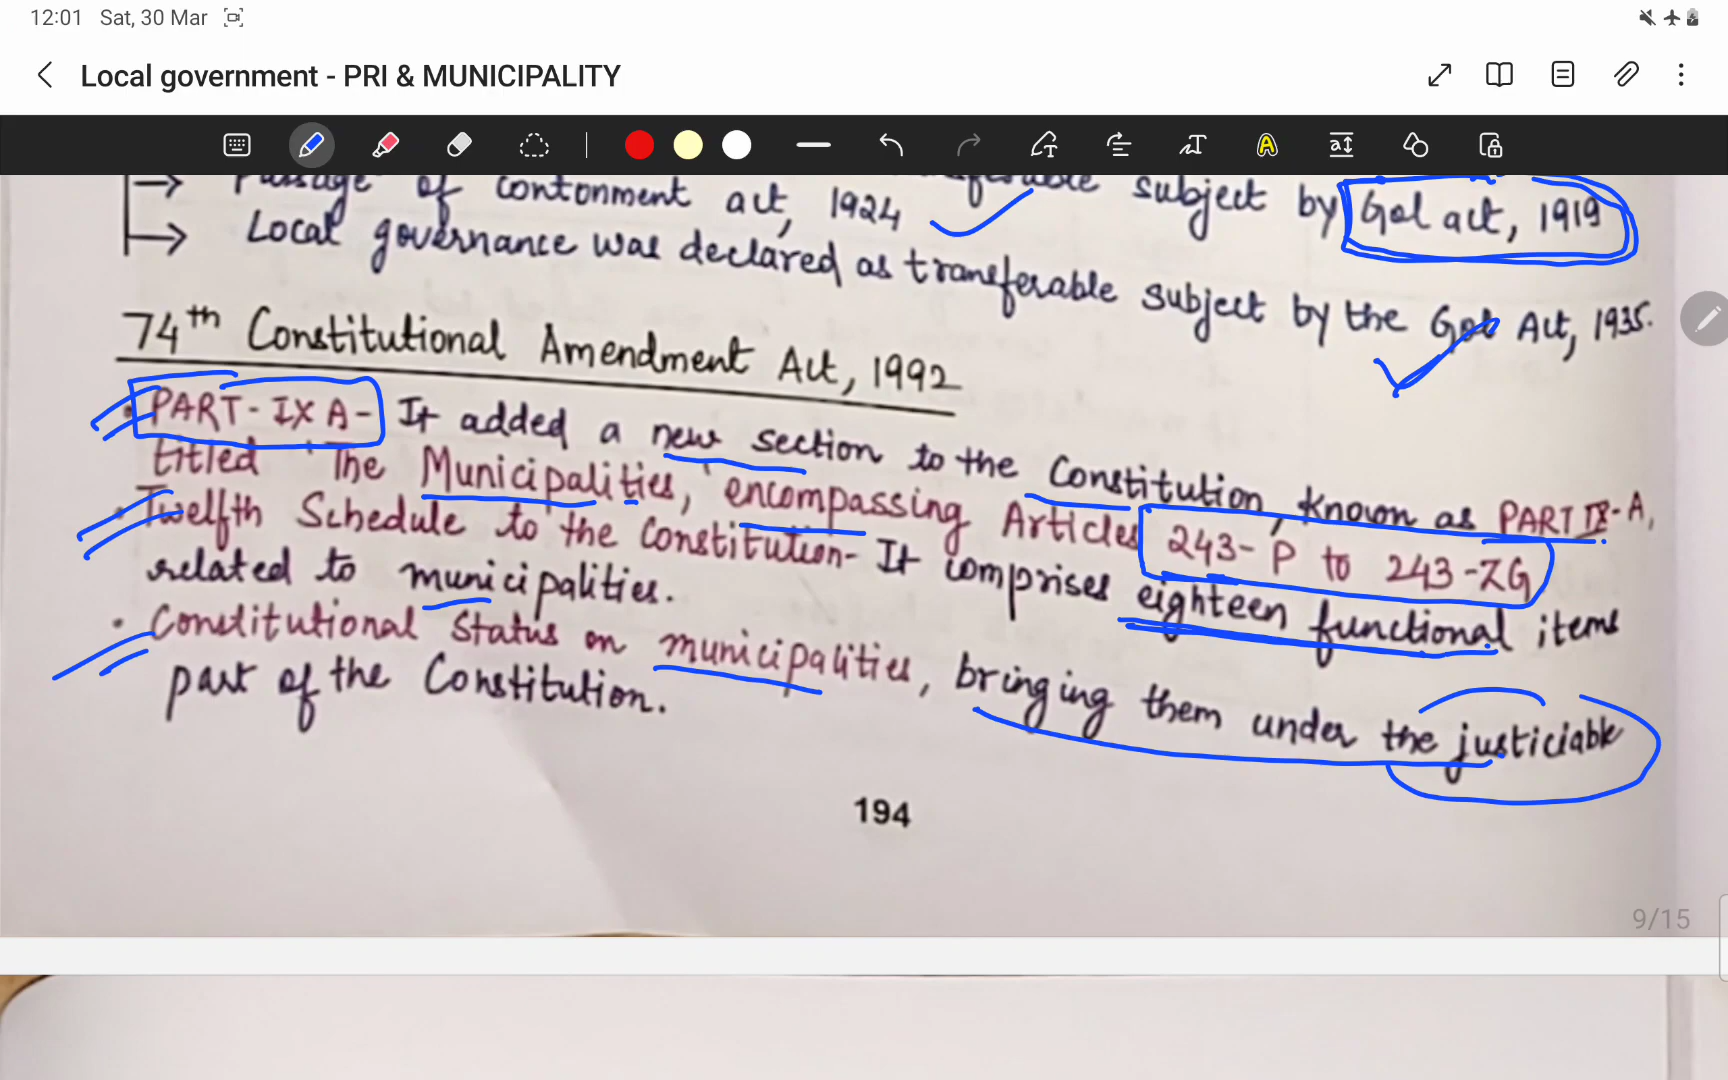 12:01 Sat, 30 Mar
Local government - PRI & MUNICIPALITY
Passage of Contonment act, 1924
subject by GoI act, 1919
Local governance was declared as transferable subject by the GoI Act, 1935.
74th Constitutional Amendment Act, 1992
• PART-IX A- It added a new section to the Constitution, known as PART IX-A,
titled 'The Municipalities,' encompassing Articles 243-P to 243-ZG
• Twelfth Schedule to the Constitution- It comprises eighteen functional items
related to municipalities.
• Constitutional Status on municipalities, bringing them under the justiciable
part of the Constitution.
194
9/15